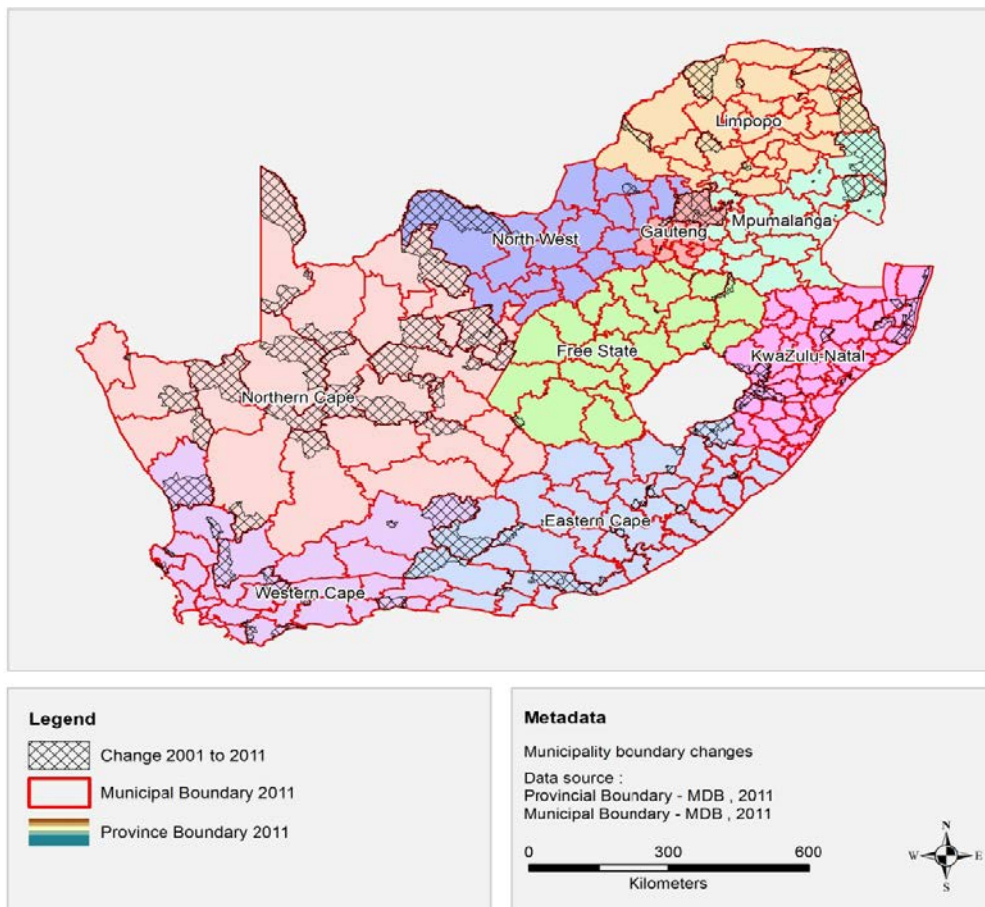 Limpopo
Mpumalanga
North West
Gauteng
Free State
KwaZulu-Natal
Northern Cape
Eastern Cape
Western Cape
Legend
Change 2001 to 2011
Municipal Boundary 2011
Province Boundary 2011
Metadata
Municipality boundary changes
Data source :
Provincial Boundary - MDB , 2011
Municipal Boundary - MDB , 2011
0 300 600
Kilometers
N
W E
S